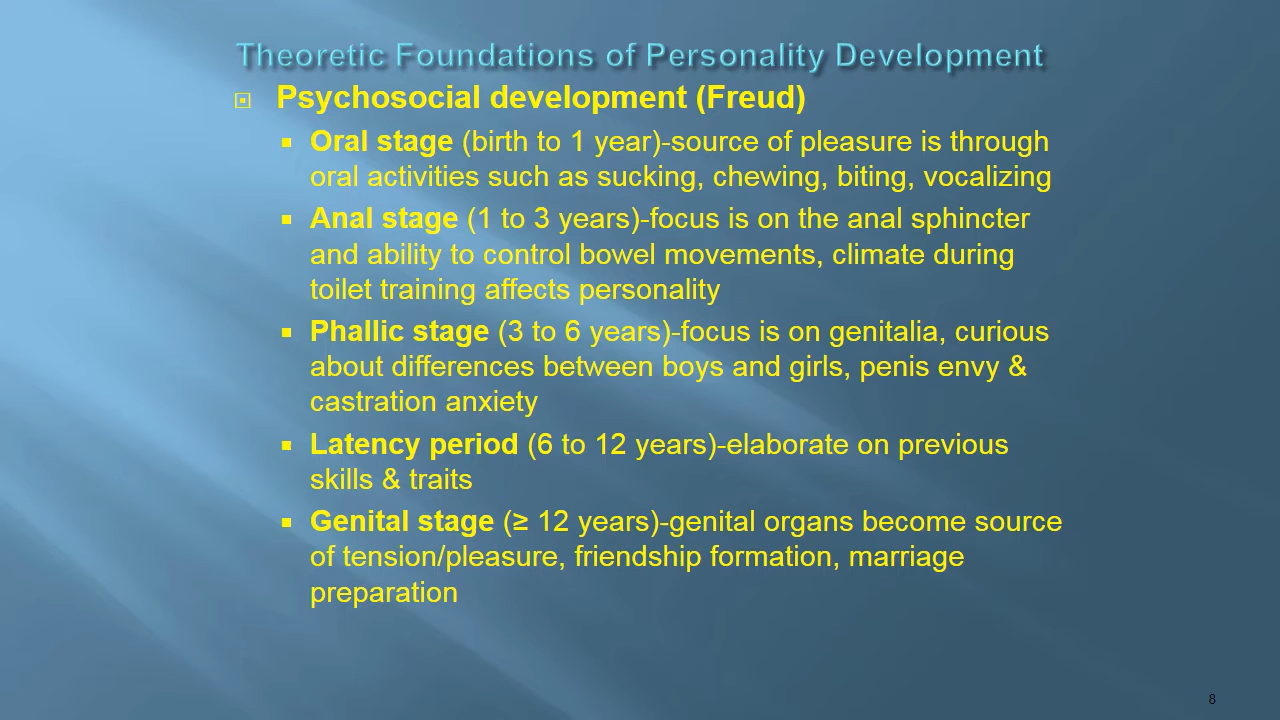 Theoretic Foundations of Personality Development
Psychosocial development (Freud)
Oral stage (birth to 1 year)-source of pleasure is through
oral activities such as sucking, chewing, biting, vocalizing
Anal stage (1 to 3 years)-focus is on the anal sphincter
and ability to control bowel movements, climate during
toilet training affects personality
Phallic stage (3 to 6 years)-focus is on genitalia, curious
about differences between boys and girls, penis envy &
castration anxiety
Latency period (6 to 12 years)-elaborate on previous
skills & traits
Genital stage (≥ 12 years)-genital organs become source
of tension/pleasure, friendship formation, marriage
preparation
8